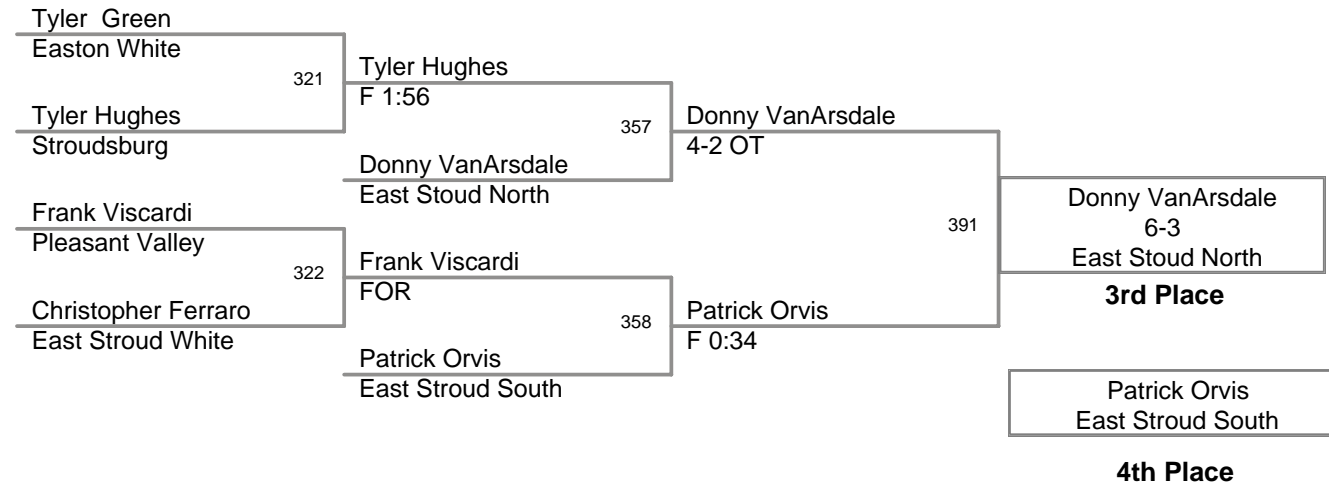 Tyler  Green
Easton White
321
Tyler Hughes
F 1:56
Tyler Hughes
Stroudsburg
357
Donny VanArsdale
4-2 OT
Donny VanArsdale
East Stoud North
Frank Viscardi
Pleasant Valley
391
Donny VanArsdale
6-3
East Stoud North
3rd Place
322
Frank Viscardi
FOR
Christopher Ferraro
East Stroud White
358
Patrick Orvis
F 0:34
Patrick Orvis
East Stroud South
Patrick Orvis
East Stroud South
4th Place